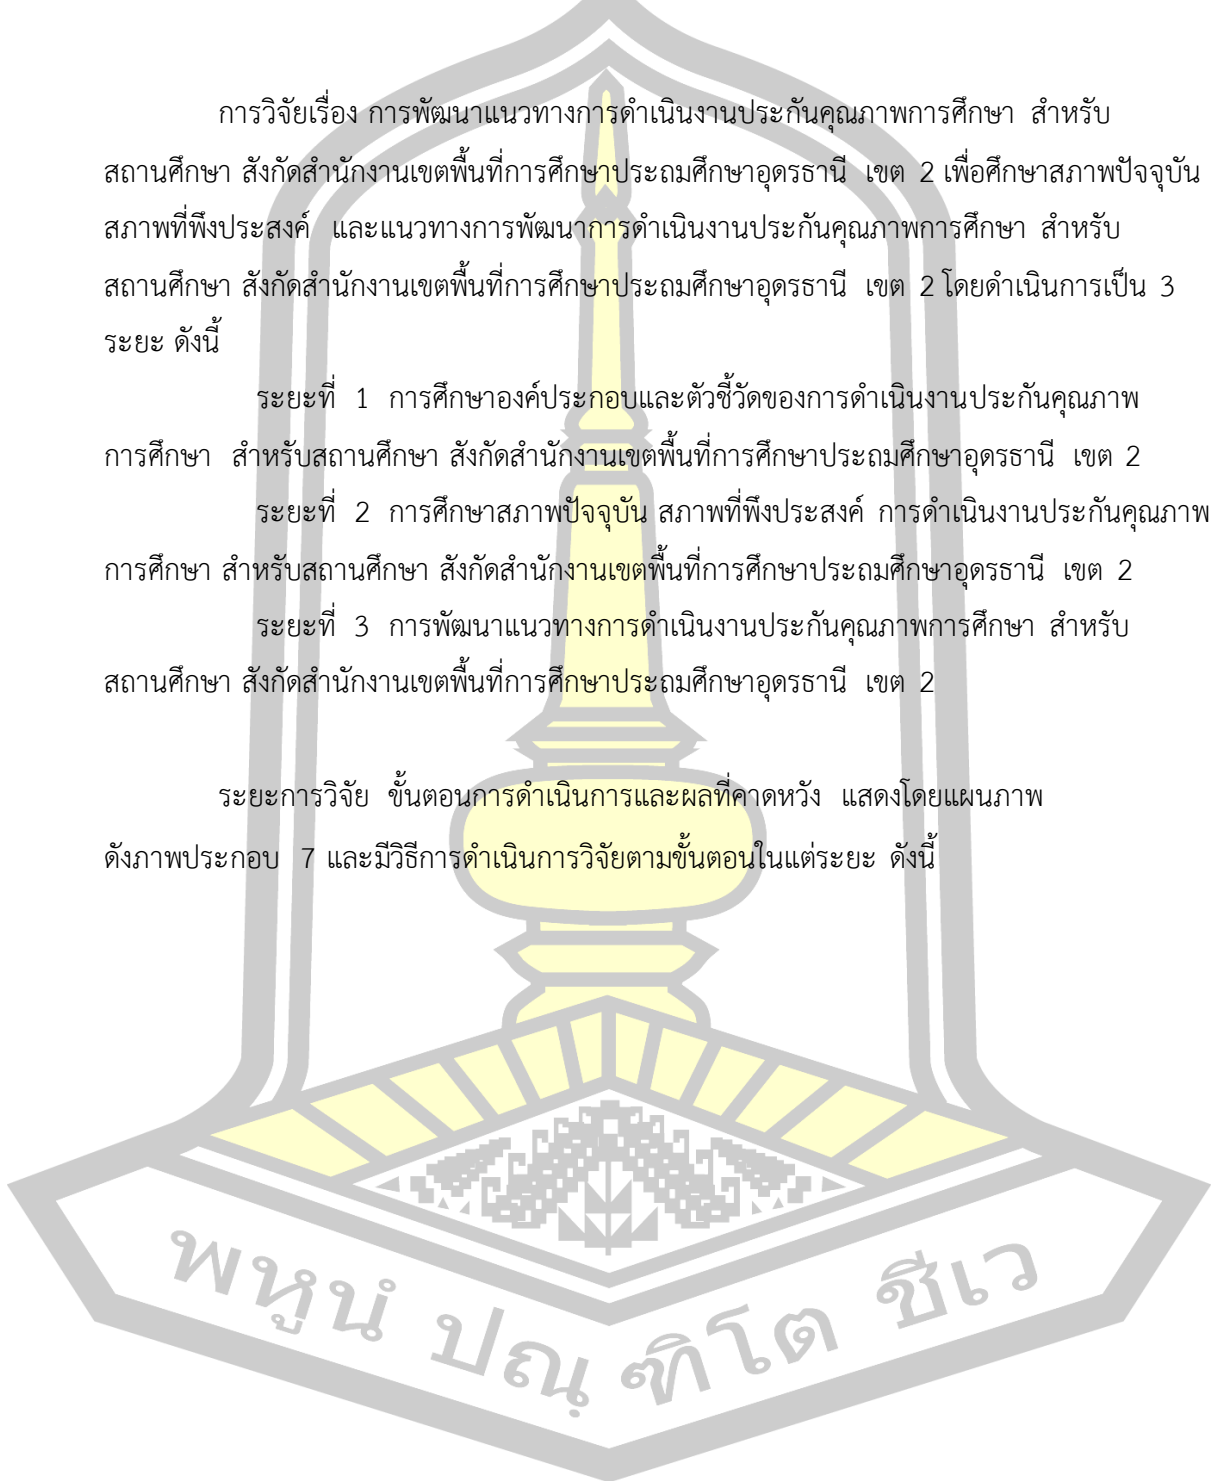 การวิจัยเรื่อง การพัฒนาแนวทางการดำเนินงานประกันคุณภาพการศึกษา สำหรับ
สถานศึกษา สังกัดสำนักงานเขตพื้นที่การศึกษาประถมศึกษาอุดรธานี เขต 2 เพื่อศึกษาสภาพปัจจุบัน
สภาพที่พึงประสงค์ และแนวทางการพัฒนาการดำเนินงานประกันคุณภาพการศึกษา สำหรับ
สถานศึกษา สังกัดสำนักงานเขตพื้นที่การศึกษาประถมศึกษาอุดรธานี เขต 2 โดยดำเนินการเป็น 3
ระยะ ดังนี้
ระยะที่ 1 การศึกษาองค์ประกอบและตัวชี้วัดของการดำเนินงานประกันคุณภาพ
การศึกษา สำหรับสถานศึกษา สังกัดสำนักงานเขตพื้นที่การศึกษาประถมศึกษาอุดรธานี เขต 2
ระยะที่ 2 การศึกษาสภาพปัจจุบัน สภาพที่พึงประสงค์ การดำเนินงานประกันคุณภาพ
การศึกษา สำหรับสถานศึกษา สังกัดสำนักงานเขตพื้นที่การศึกษาประถมศึกษาอุดรธานี เขต 2
ระยะที่ 3 การพัฒนาแนวทางการดำเนินงานประกันคุณภาพการศึกษา สำหรับ
สถานศึกษา สังกัดสำนักงานเขตพื้นที่การศึกษาประถมศึกษาอุดรธานี เขต 2
ระยะการวิจัย ขั้นตอนการดำเนินการและผลที่คาดหวัง แสดงโดยแผนภาพ
ดังภาพประกอบ 7 และมีวิธีการดำเนินการวิจัยตามขั้นตอนในแต่ระยะ ดังนี้
พหูนํ ปณฺฑิโต ชีเว